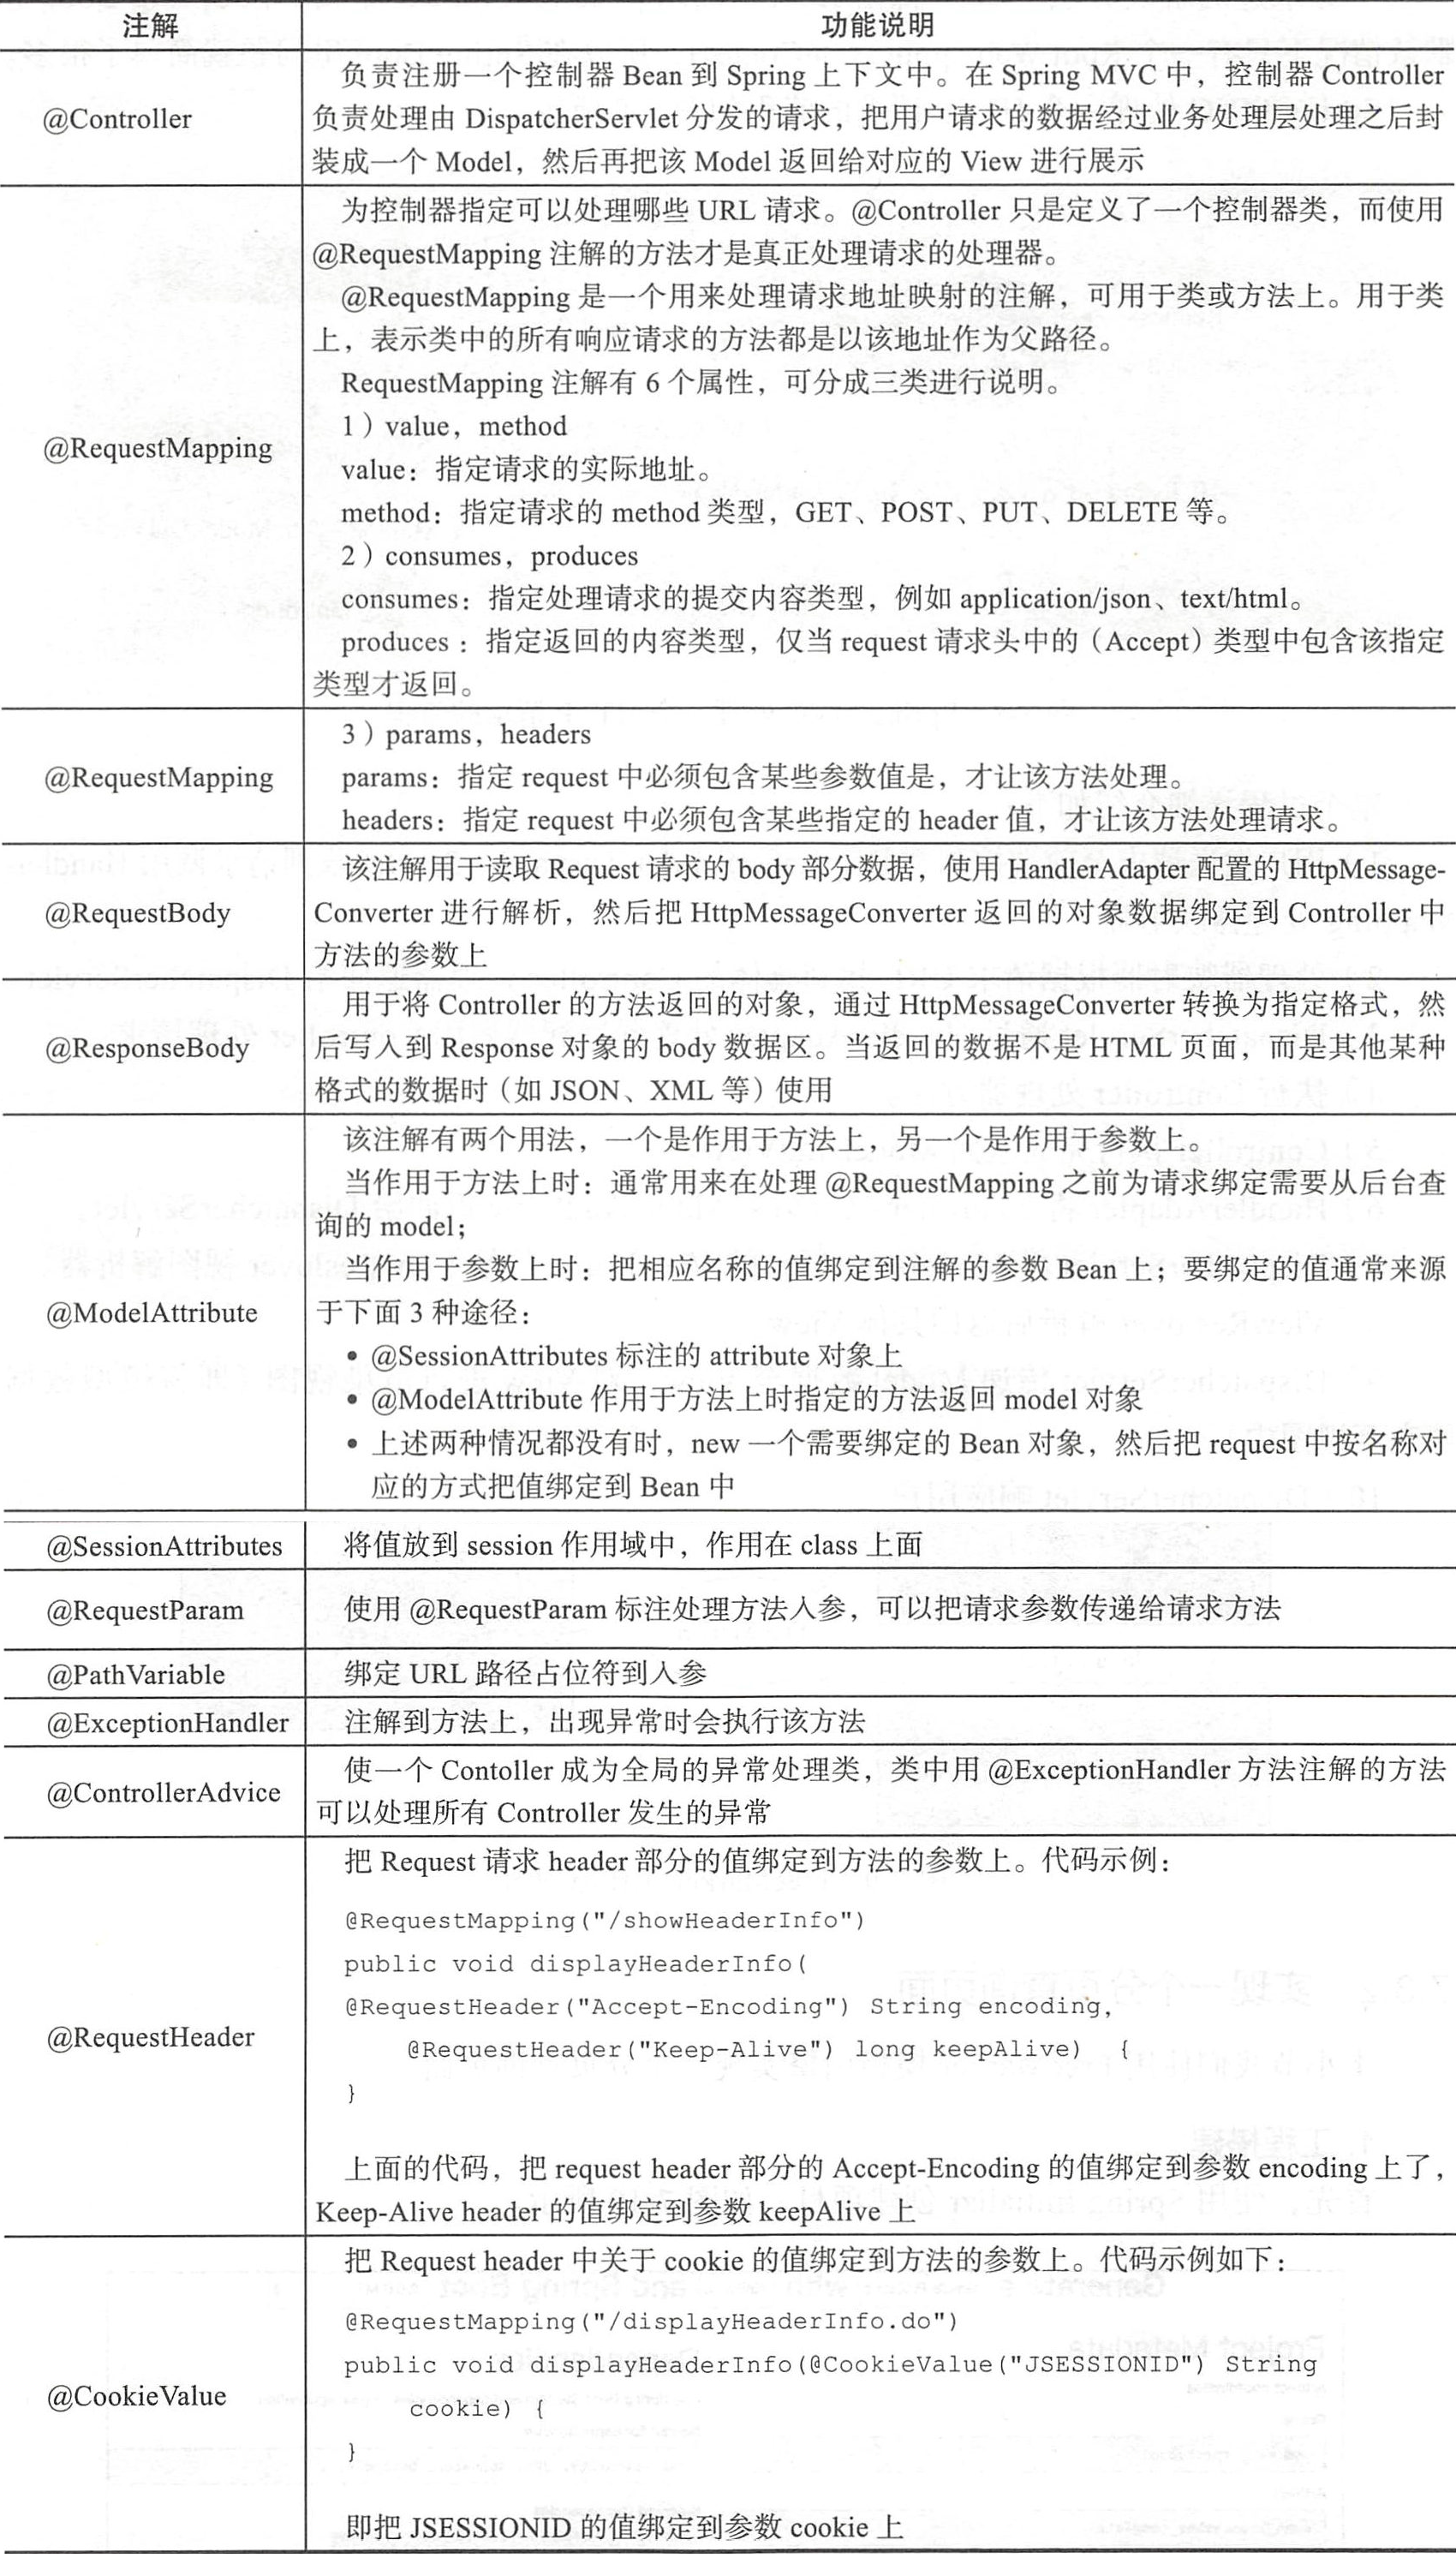 注解 功能说明
@Controller
负责注册一个控制器 Bean 到 Spring 上下文中。在 Spring MVC 中，控制器 Controller
负责处理由 DispatcherServlet 分发的请求，把用户请求的数据经过业务处理层处理之后封
装成一个 Model，然后再把该 Model 返回给对应的 View 进行展示
@RequestMapping
为控制器指定可以处理哪些 URL 请求。@Controller 只是定义了一个控制器类，而使用
@RequestMapping 注解的方法才是真正处理请求的处理器。
@RequestMapping 是一个用来处理请求地址映射的注解，可用于类或方法上。用于类
上，表示类中的所有响应请求的方法都是以该地址作为父路径。
RequestMapping 注解有 6 个属性，可分成三类进行说明。
1）value，method
value：指定请求的实际地址。
method：指定请求的 method 类型，GET、POST、PUT、DELETE 等。
2）consumes，produces
consumes：指定处理请求的提交内容类型，例如 application/json、text/html。
produces：指定返回的内容类型，仅当 request 请求头中的（Accept）类型中包含该指定
类型才返回。
@RequestMapping
3）params，headers
params：指定 request 中必须包含某些参数值是，才让该方法处理。
headers：指定 request 中必须包含某些指定的 header 值，才让该方法处理请求。
@RequestBody
该注解用于读取 Request 请求的 body 部分数据，使用 HandlerAdapter 配置的 HttpMessage-
Converter 进行解析，然后把 HttpMessageConverter 返回的对象数据绑定到 Controller 中
方法的参数上
@ResponseBody
用于将 Controller 的方法返回的对象，通过 HttpMessageConverter 转换为指定格式，然
后写入到 Response 对象的 body 数据区。当返回的数据不是 HTML 页面，而是其他某种
格式的数据时（如 JSON、XML 等）使用
@ModelAttribute
该注解有两个用法，一个是作用于方法上，另一个是作用于参数上。
当作用于方法上时：通常用来在处理 @RequestMapping 之前为请求绑定需要从后台查
询的 model；
当作用于参数上时：把相应名称的值绑定到注解的参数 Bean 上；要绑定的值通常来源
于下面 3 种途径：
• @SessionAttributes 标注的 attribute 对象上
• @ModelAttribute 作用于方法上时指定的方法返回 model 对象
• 上述两种情况都没有时，new 一个需要绑定的 Bean 对象，然后把 request 中按名称对
应的方式把值绑定到 Bean 中
@SessionAttributes 将值放到 session 作用域中，作用在 class 上面
@RequestParam 使用 @RequestParam 标注处理方法入参，可以把请求参数传递给请求方法
@PathVariable 绑定 URL 路径占位符到入参
@ExceptionHandler 注解到方法上，出现异常时会执行该方法
@ControllerAdvice
使一个 Contoller 成为全局的异常处理类，类中用 @ExceptionHandler 方法注解的方法
可以处理所有 Controller 发生的异常
@RequestHeader
把 Request 请求 header 部分的值绑定到方法的参数上。代码示例：
@RequestMapping("/showHeaderInfo")
public void displayHeaderInfo(
@RequestHeader("Accept-Encoding") String encoding,
@RequestHeader("Keep-Alive") long keepAlive) {
}
上面的代码，把 request header 部分的 Accept-Encoding 的值绑定到参数 encoding 上了，
Keep-Alive header 的值绑定到参数 keepAlive 上
@CookieValue
把 Request header 中关于 cookie 的值绑定到方法的参数上。代码示例如下：
@RequestMapping("/displayHeaderInfo.do")
public void displayHeaderInfo(@CookieValue("JSESSIONID") String
cookie) {
}
即把 JSESSIONID 的值绑定到参数 cookie 上